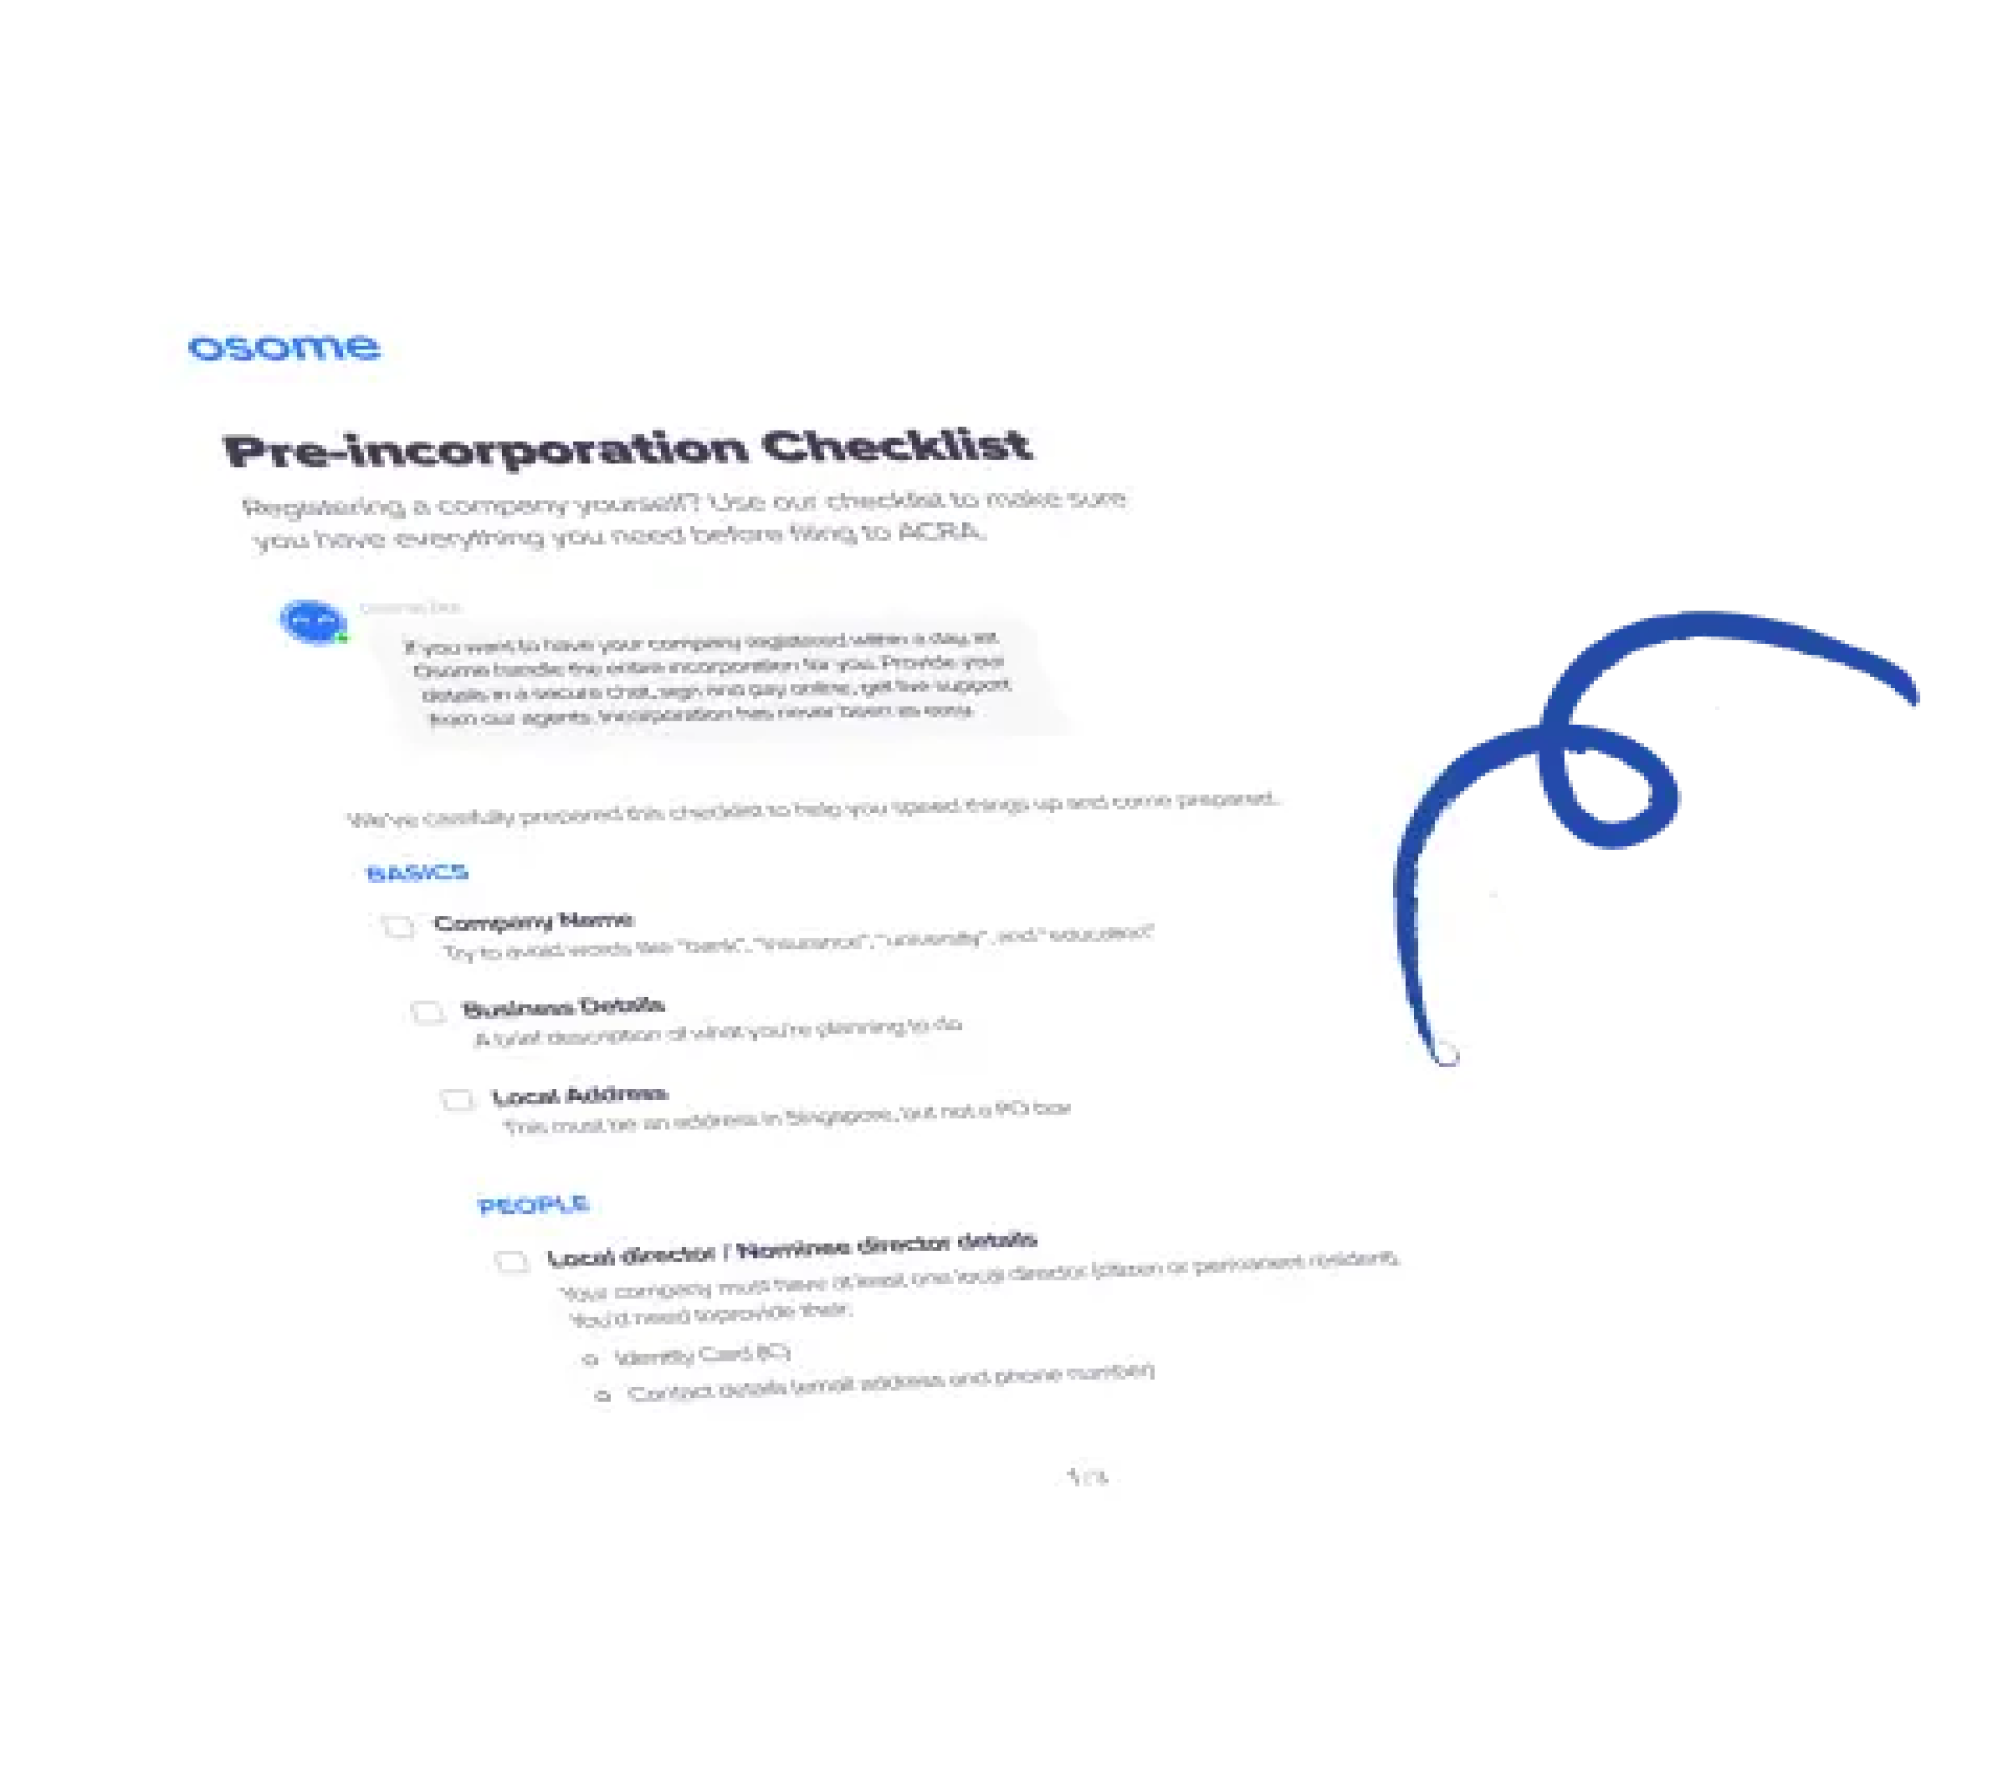 osome
Pre-incorporation Checklist
Registering a company yourself? Use our checklist to make sure
you have everything you need before filing to ACRA.
Osome Bot
If you want to have your company registered within a day, let
Osome handle the entire incorporation for you. Provide your
details in a secure chat, sign and pay online, get live support
from our agents. Incorporation has never been as easy.
We've carefully prepared this checklist to help you speed things up and come prepared.
BASICS
Company Name
Try to avoid words like "bank", "insurance", "university", and "education"
Business Details
A brief description of what you're planning to do
Local Address
This must be an address in Singapore, but not a PO box
PEOPLE
Local director / Nominee director details
Your company must have at least one local director (citizen or permanent resident).
You'd need to provide their:
Identity Card (IC)
Contact details (email address and phone number)